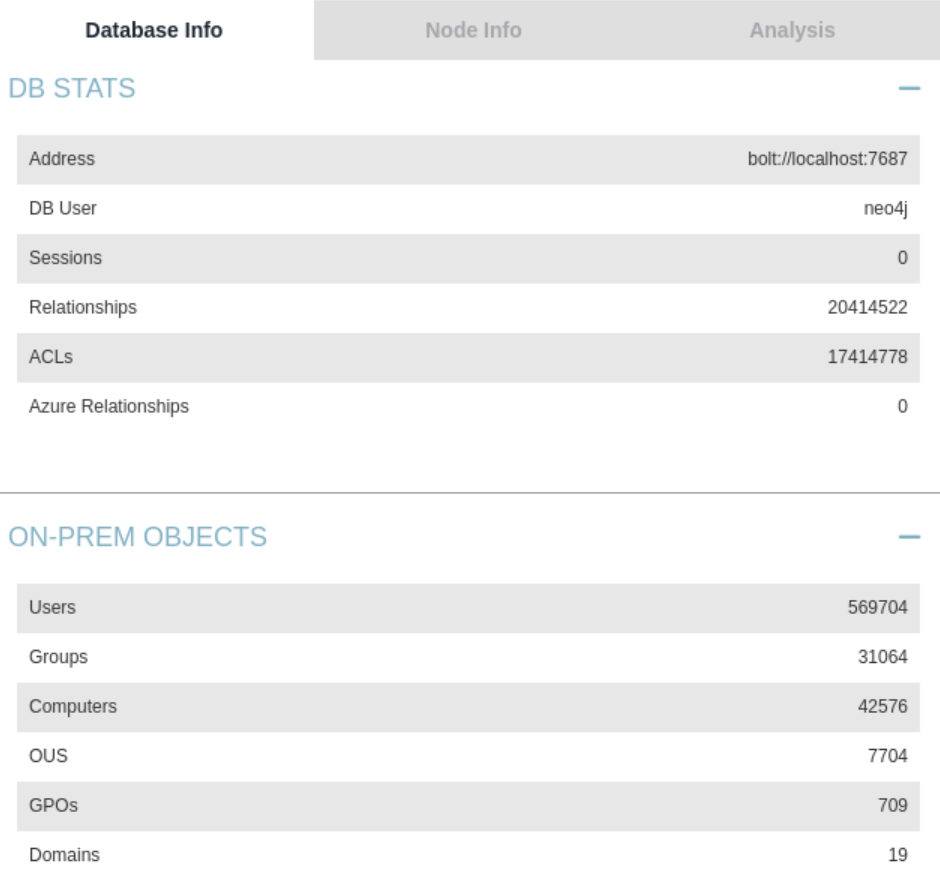 Database Info Node Info Analysis
DB STATS
Address bolt://localhost:7687
DB User neo4j
Sessions 0
Relationships 20414522
ACLs 17414778
Azure Relationships 0
ON-PREM OBJECTS
Users 569704
Groups 31064
Computers 42576
OUS 7704
GPOs 709
Domains 19